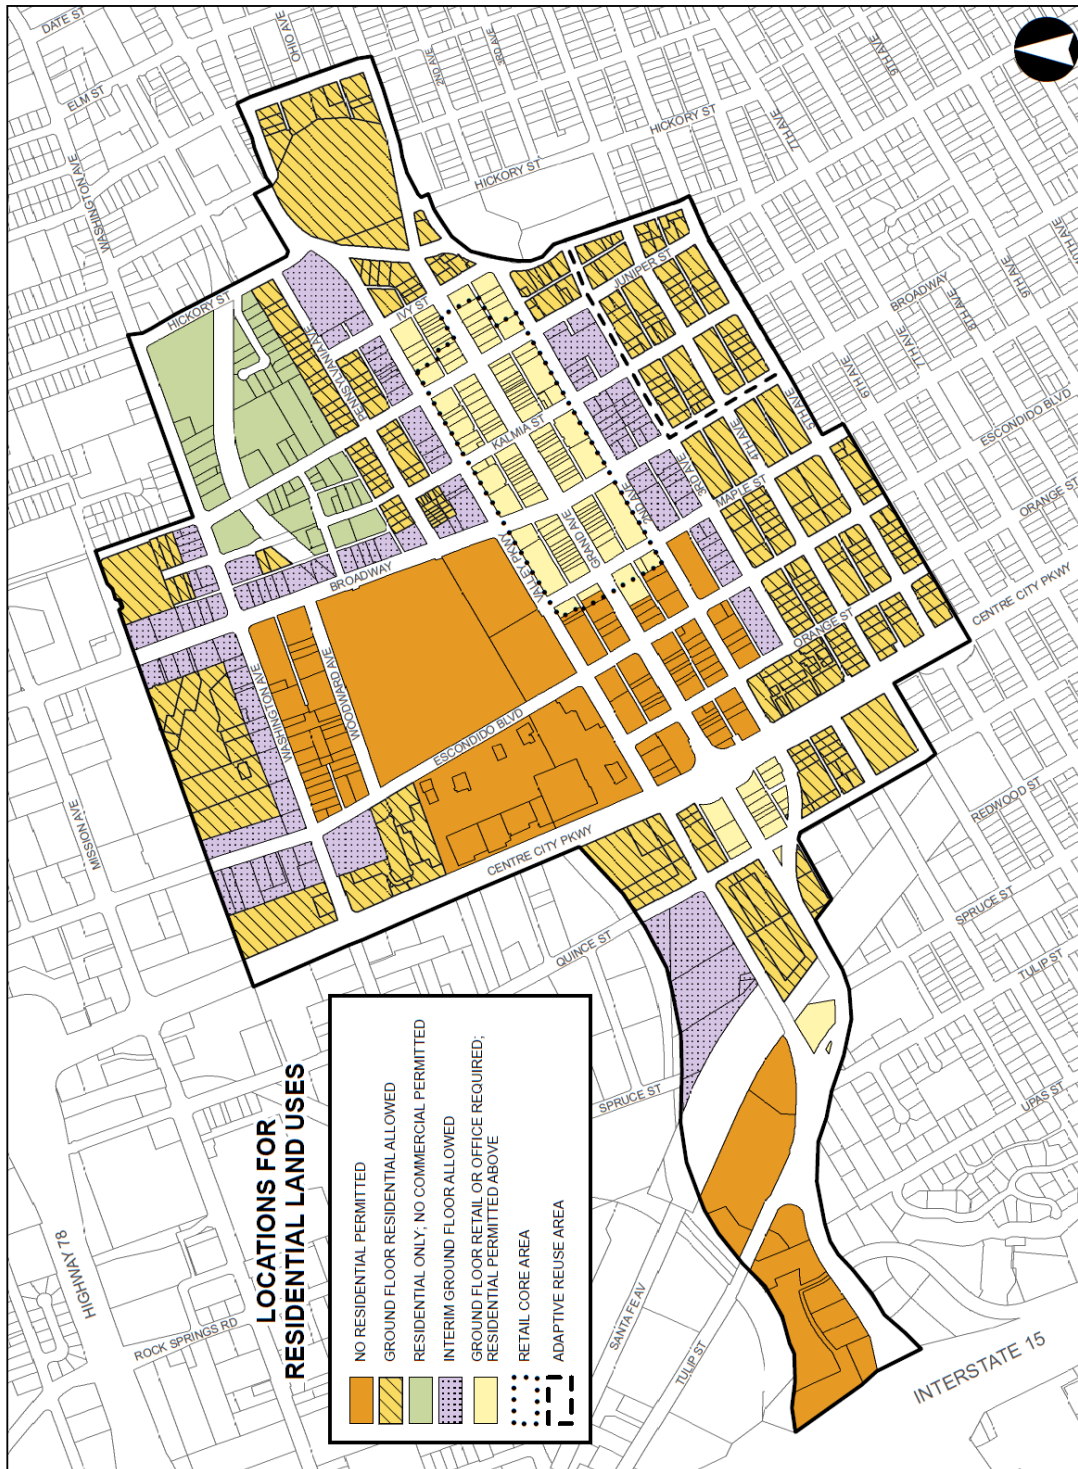 LOCATIONS FOR
RESIDENTIAL LAND USES
NO RESIDENTIAL PERMITTED
GROUND FLOOR RESIDENTIAL ALLOWED
RESIDENTIAL ONLY; NO COMMERCIAL PERMITTED
INTERIM GROUND FLOOR ALLOWED
GROUND FLOOR RETAIL OR OFFICE REQUIRED;
RESIDENTIAL PERMITTED ABOVE
RETAIL CORE AREA
ADAPTIVE REUSE AREA
DATE ST
OHIO AVE
ELM ST
2ND AVE
3RD AVE
9TH AVE
WASHINGTON AVE
HICKORY ST
7TH AVE
HICKORY ST
HICKORY ST
IVY ST
JUNIPER ST
BROADWAY
9TH AVE
10TH AVE
8TH AVE
7TH AVE
6TH AVE
PENNSYLVANIA AVE
KALMIA ST
5TH AVE
4TH AVE
ESCONDIDO BLVD
3RD AVE
MAPLE ST
2ND AVE
GRAND AVE
ORANGE ST
VALLEY PKWY
BROADWAY
CENTRE CITY PKWY
ORANGE ST
WASHINGTON AVE
WOODWARD AVE
ESCONDIDO BLVD
MISSION AVE
REDWOOD ST
CENTRE CITY PKWY
SPRUCE ST
QUINCE ST
TULIP ST
SPRUCE ST
UPAS ST
HIGHWAY 78
ROCK SPRINGS RD
SANTA FE AV
TULIP ST
INTERSTATE 15